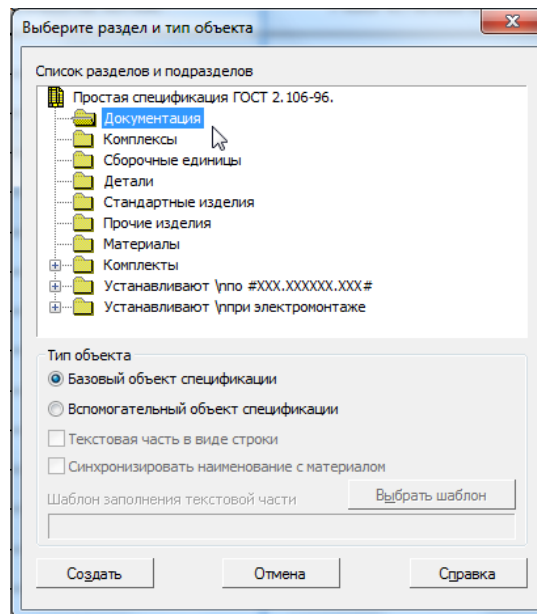 Выберите раздел и тип объекта
Список разделов и подразделов
Простая спецификация ГОСТ 2.106-96.
Документация
Комплексы
Сборочные единицы
Детали
Стандартные изделия
Прочие изделия
Материалы
Комплекты
Устанавливают \nпо #XXX.XXXXXX.XXX#
Устанавливают \nпри электромонтаже
Тип объекта
Базовый объект спецификации
Вспомогательный объект спецификации
Текстовая часть в виде строки
Синхронизировать наименование с материалом
Шаблон заполнения текстовой части
Выбрать шаблон
Создать Отмена Справка